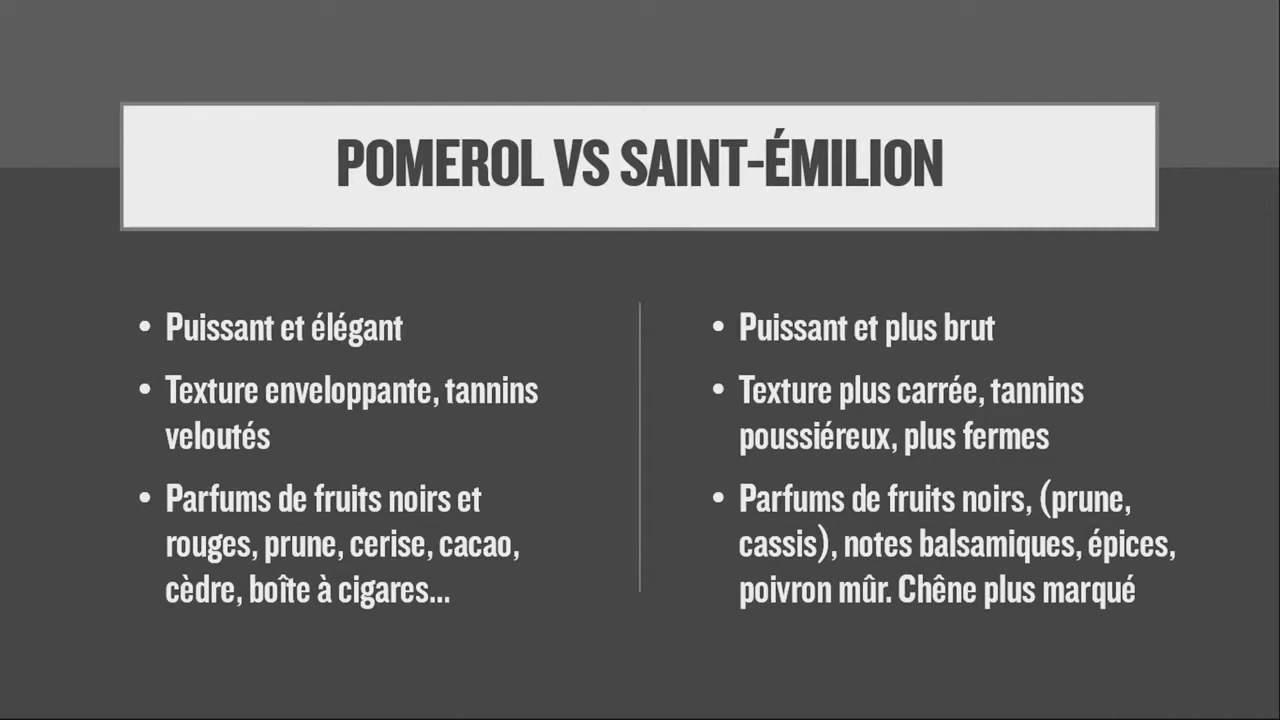 POMEROL VS SAINT-ÉMILION
• Puissant et élégant
• Texture enveloppante, tannins
veloutés
• Parfums de fruits noirs et
rouges, prune, cerise, cacao,
cèdre, boîte à cigares...
• Puissant et plus brut
• Texture plus carrée, tannins
poussiéreux, plus fermes
• Parfums de fruits noirs, (prune,
cassis), notes balsamiques, épices,
poivron mûr. Chêne plus marqué